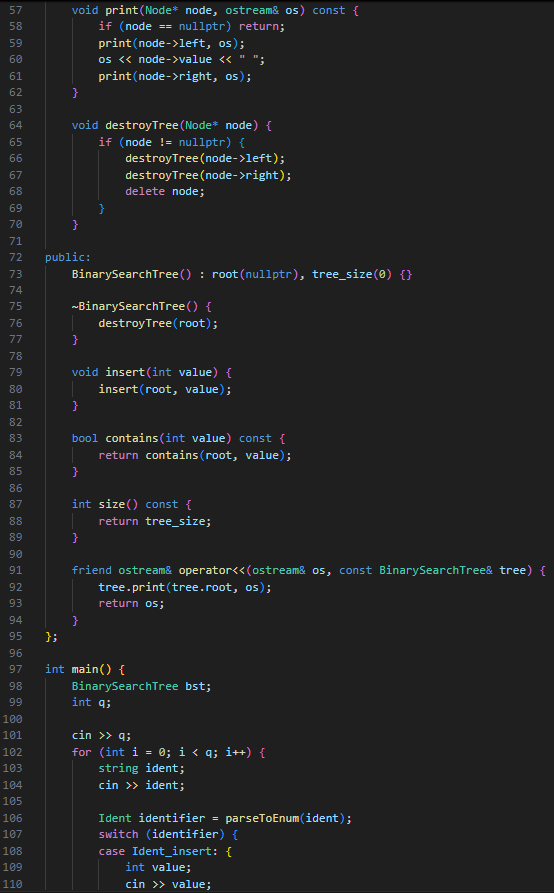 57 void print(Node* node, ostream& os) const {
58 if (node == nullptr) return;
59 print(node->left, os);
60 os << node->value << " ";
61 print(node->right, os);
62 }
63
64 void destroyTree(Node* node) {
65 if (node != nullptr) {
66 destroyTree(node->left);
67 destroyTree(node->right);
68 delete node;
69 }
70 }
71
72 public:
73 BinarySearchTree() : root(nullptr), tree_size(0) {}
74
75 ~BinarySearchTree() {
76 destroyTree(root);
77 }
78
79 void insert(int value) {
80 insert(root, value);
81 }
82
83 bool contains(int value) const {
84 return contains(root, value);
85 }
86
87 int size() const {
88 return tree_size;
89 }
90
91 friend ostream& operator<<(ostream& os, const BinarySearchTree& tree) {
92 tree.print(tree.root, os);
93 return os;
94 }
95 };
96
97 int main() {
98 BinarySearchTree bst;
99 int q;
100
101 cin >> q;
102 for (int i = 0; i < q; i++) {
103 string ident;
104 cin >> ident;
105
106 Ident identifier = parseToEnum(ident);
107 switch (identifier) {
108 case Ident_insert: {
109 int value;
110 cin >> value;